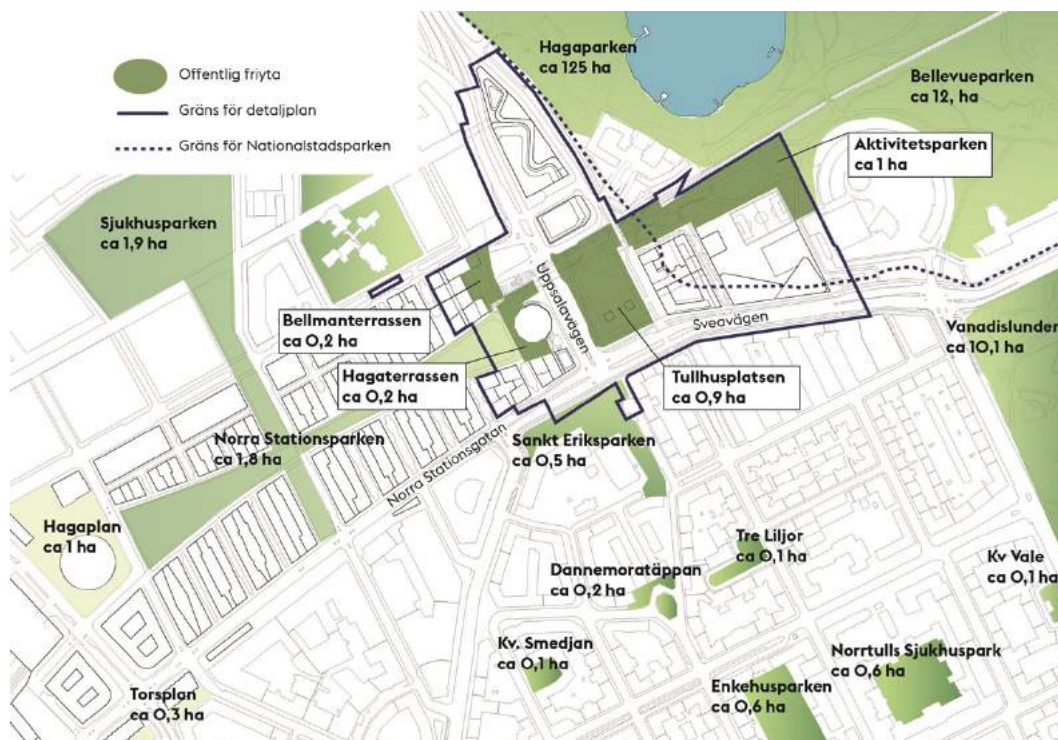 Offentlig friyta
Gräns för detaljplan
Gräns för Nationalstadsparken
Hagaparken
ca 125 ha
Bellevueparken
ca 12, ha
Aktivitetsparken
ca 1 ha
Sjukhusparken
ca 1,9 ha
Bellmanterrassen
ca 0,2 ha
Uppsalavägen
Sveavägen
Vanadislunden
ca 10,1 ha
Hagaterrassen
ca 0,2 ha
Tullhusplatsen
ca 0,9 ha
Norra Stationsparken
ca 1,8 ha
Norra Stationsgatan
Sankt Eriksparken
ca 0,5 ha
Hagaplan
ca 1 ha
Tre Liljor
ca 0,1 ha
Dannemoratäppan
ca 0,2 ha
Kv Vale
ca 0,1 ha
Kv. Smedjan
ca 0,1 ha
Norrtulls Sjukhuspark
ca 0,6 ha
Enkehusparken
ca 0,6 ha
Torsplan
ca 0,3 ha